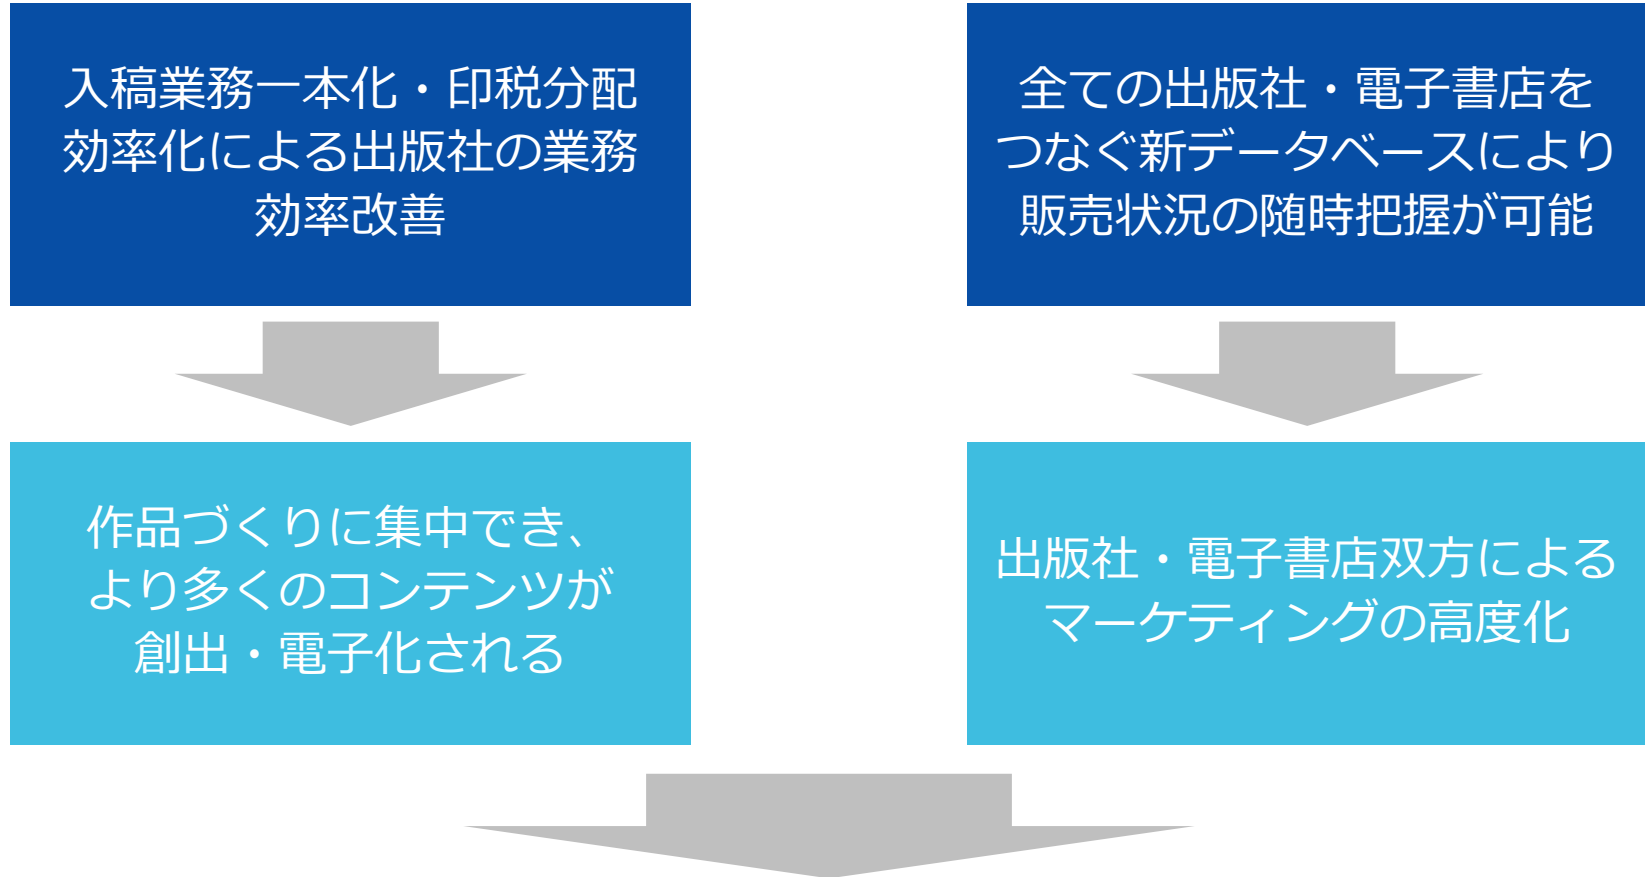 入稿業務一本化・印税分配
効率化による出版社の業務
効率改善
全ての出版社・電子書店を
つなぐ新データベースにより
販売状況の随時把握が可能
作品づくりに集中でき、
より多くのコンテンツが
創出・電子化される
出版社・電子書店双方による
マーケティングの高度化